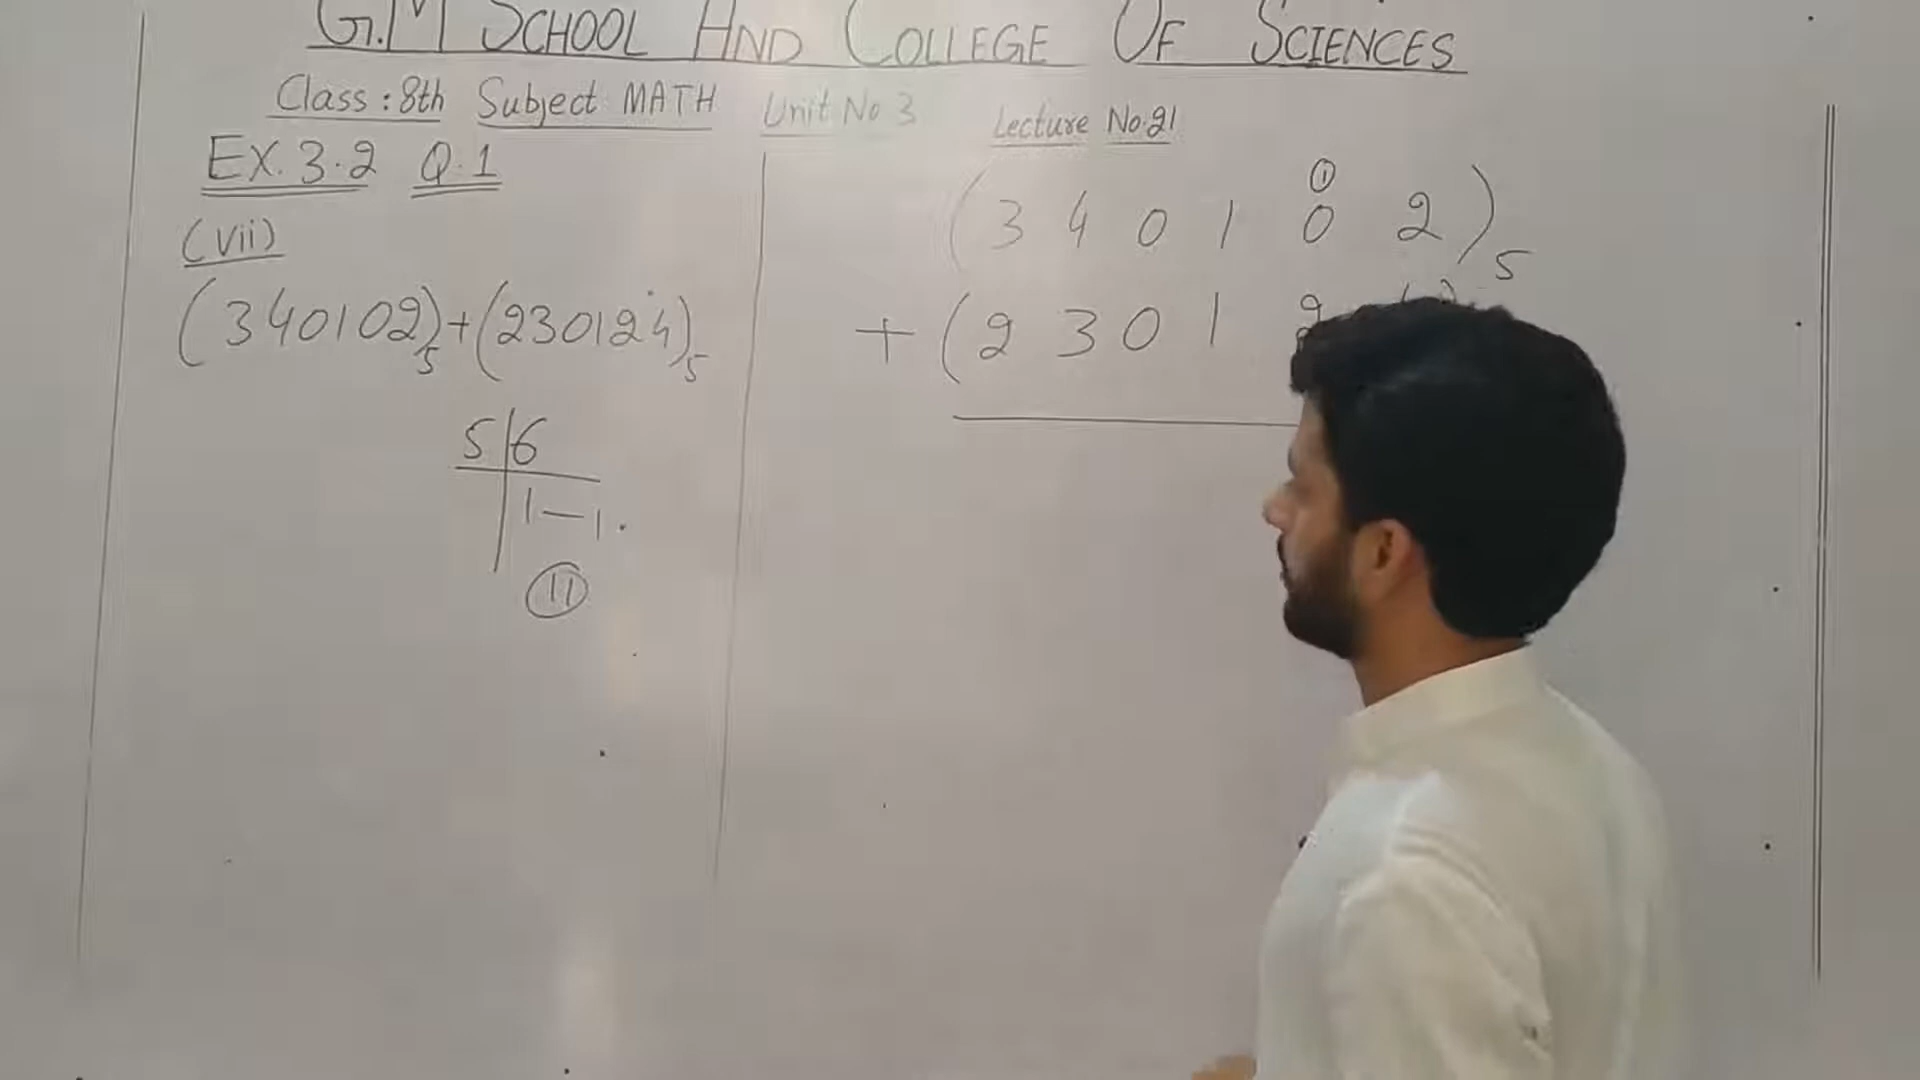 G.M SCHOOL AND COLLEGE OF SCIENCES
Class : 8th Subject MATH Unit No 3 Lecture No.21
EX. 3.2 Q.1
(vii)
(340102)5+(230124)5
5|6
1—1.
11
1
(3 4 0 1 0 2)5
+ (2 3 0 1 2